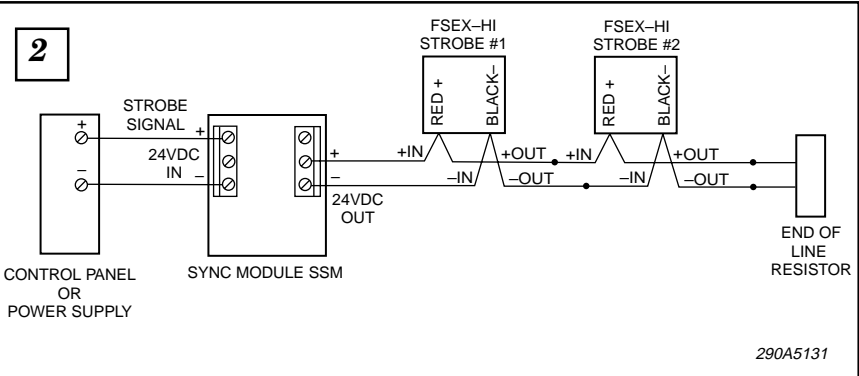 2
FSEX–HI
STROBE #1
FSEX–HI
STROBE #2
RED +
BLACK–
RED +
BLACK–
STROBE
SIGNAL
+
+
24VDC
IN
–
–
+
–
24VDC
OUT
+IN
+OUT
–IN
–OUT
+IN
+OUT
–IN
–OUT
END OF
LINE
RESISTOR
CONTROL PANEL
OR
POWER SUPPLY
SYNC MODULE SSM
290A5131